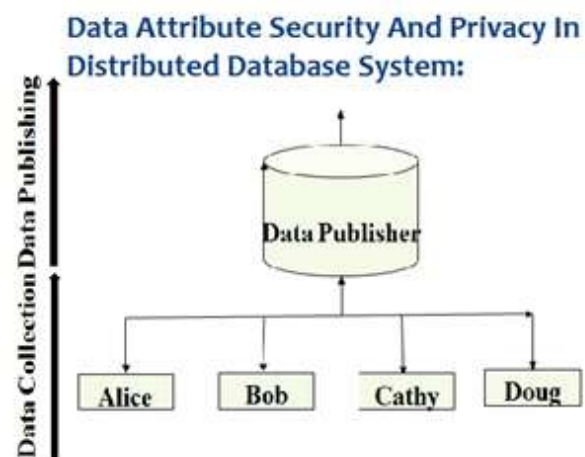 Data Attribute Security And Privacy In
Distributed Database System:
Data Publishing
Data Publisher
Data Collection
Alice
Bob
Cathy
Doug